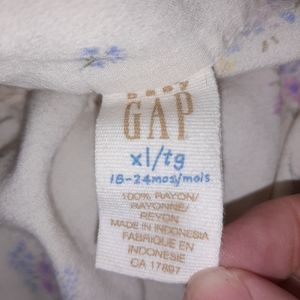 baby
GAP
xl/tg
18-24mos/mois
100% RAYON/
RAYONNE/
REYON
MADE IN INDONESIA
FABRIQUE EN
INDONESIE
CA 17897